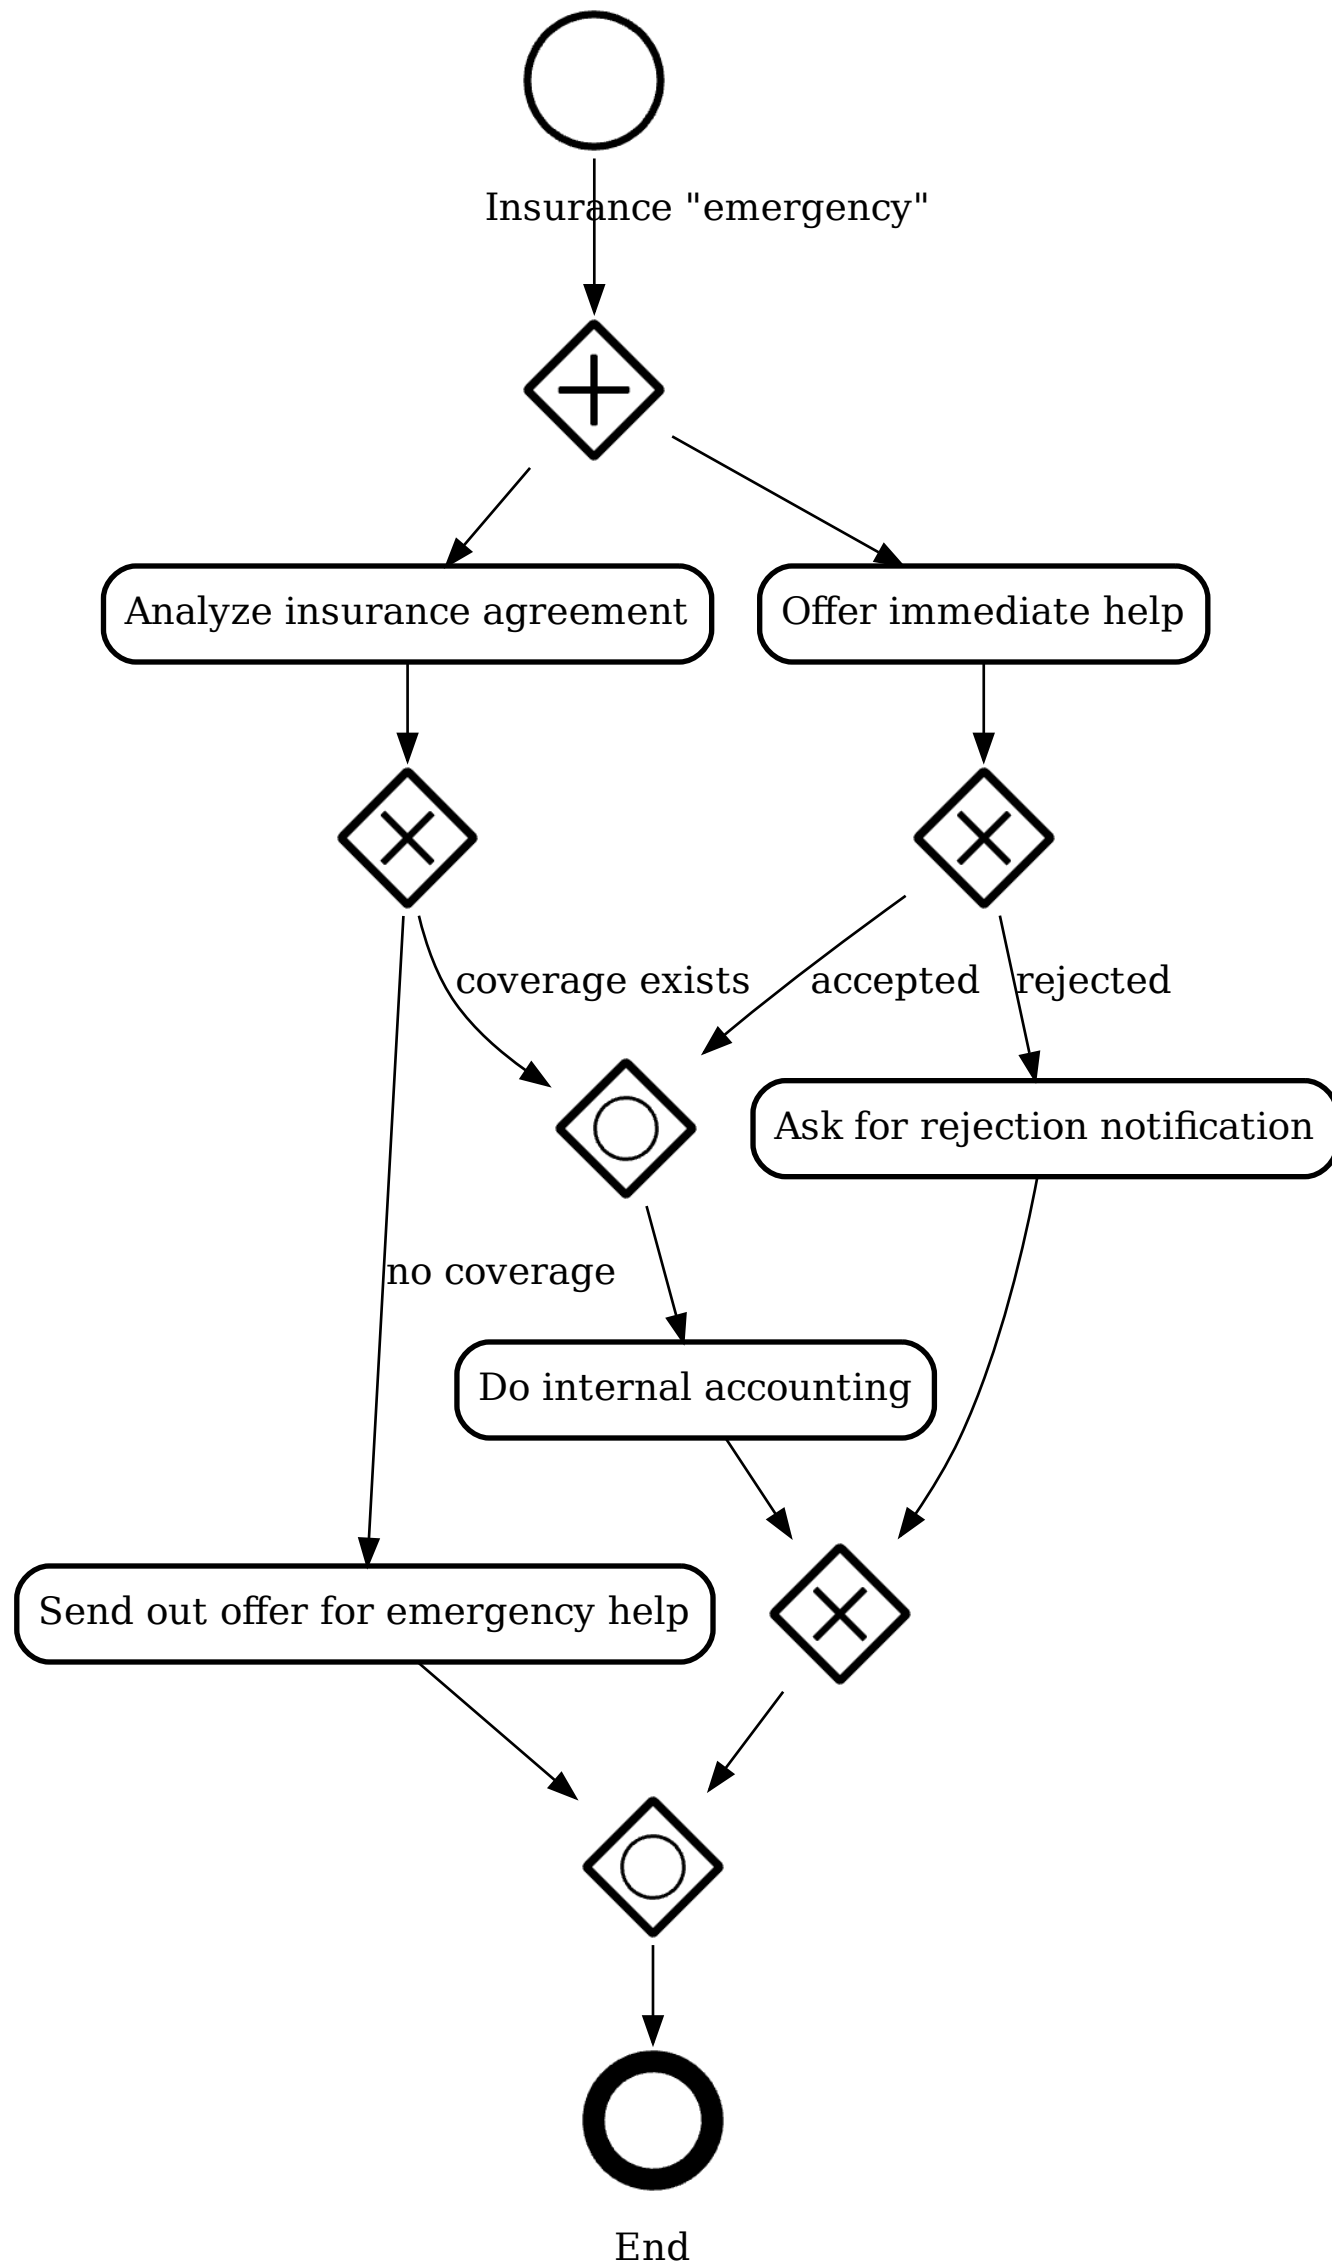 Insurance "emergency"
Analyze insurance agreement
Offer immediate help
coverage exists
accepted
rejected
Ask for rejection notification
no coverage
Do internal accounting
Send out offer for emergency help
End